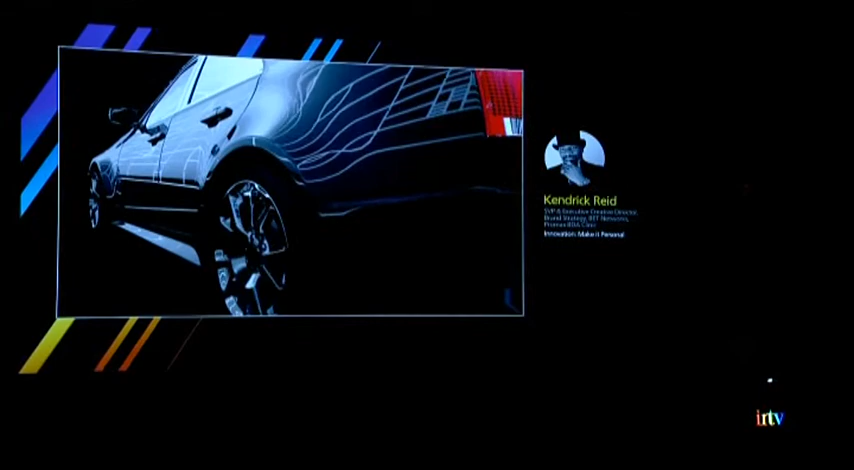 Kendrick Reid
SVP & Executive Creative Director,
Brand Strategy, BET Networks,
Promax BDA Chair
Innovation: Make it Personal
irtv